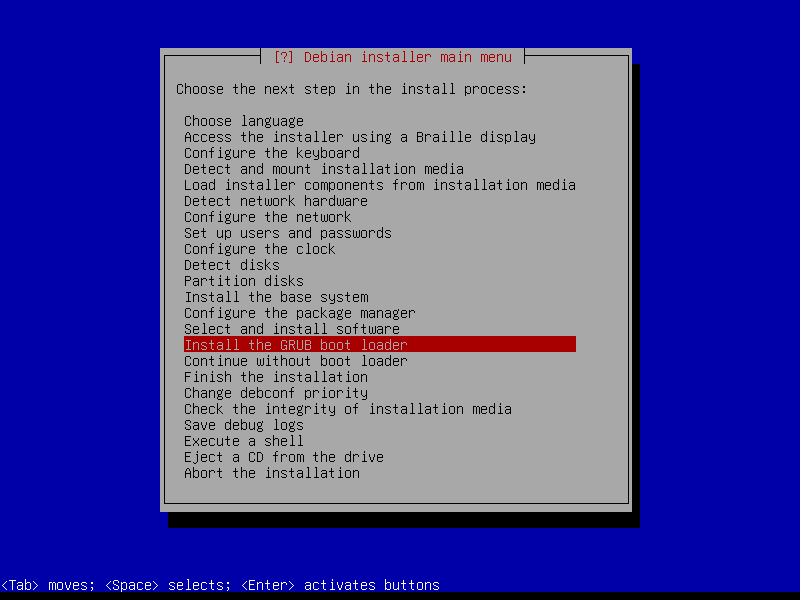 [?] Debian installer main menu
Choose the next step in the install process:
Choose language
Access the installer using a Braille display
Configure the keyboard
Detect and mount installation media
Load installer components from installation media
Detect network hardware
Configure the network
Set up users and passwords
Configure the clock
Detect disks
Partition disks
Install the base system
Configure the package manager
Select and install software
Install the GRUB boot loader
Continue without boot loader
Finish the installation
Change debconf priority
Check the integrity of installation media
Save debug logs
Execute a shell
Eject a CD from the drive
Abort the installation
<Tab> moves; <Space> selects; <Enter> activates buttons